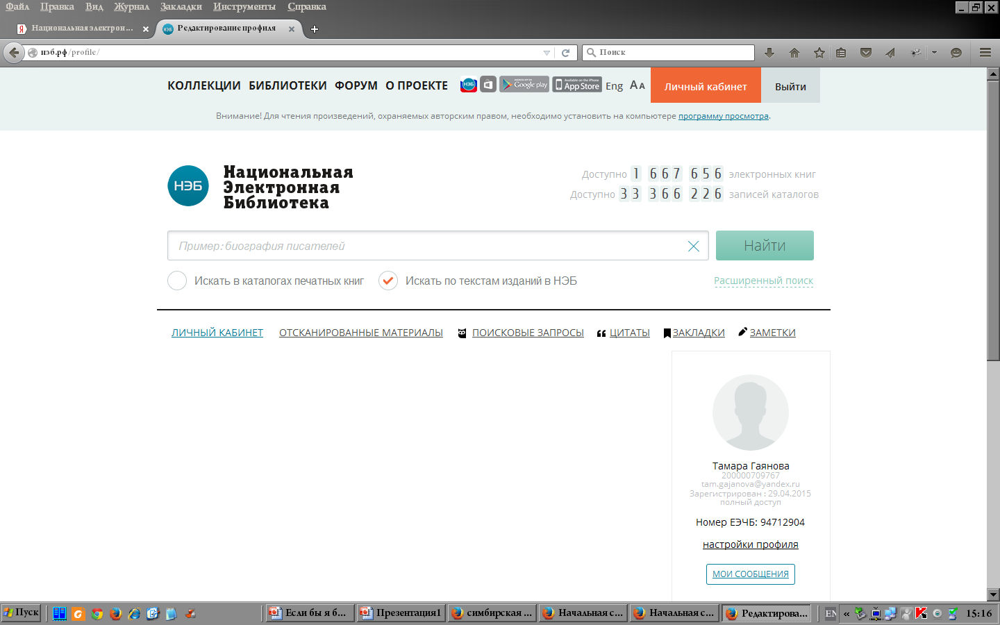 Файл Правка Вид Журнал Закладки Инструменты Справка
Национальная электрон... Редактирование профиля
нэб.рф/profile/ Поиск
КОЛЛЕКЦИИ БИБЛИОТЕКИ ФОРУМ О ПРОЕКТЕ Google play Available on the iPhone App Store Eng A A Личный кабинет Выйти
Внимание! Для чтения произведений, охраняемых авторским правом, необходимо установить на компьютере программу просмотра.
НЭБ
Национальная
Электронная
Библиотека
Доступно 1 667 656 электронных книг
Доступно 33 366 226 записей каталогов
Пример: биография писателей Найти
Искать в каталогах печатных книг Искать по текстам изданий в НЭБ Расширенный поиск
ЛИЧНЫЙ КАБИНЕТ ОТСКАНИРОВАННЫЕ МАТЕРИАЛЫ ПОИСКОВЫЕ ЗАПРОСЫ ЦИТАТЫ ЗАКЛАДКИ ЗАМЕТКИ
Тамара Гаянова
200000709767
tam.gajanova@yandex.ru
Зарегистрирован : 29.04.2015
полный доступ
Номер ЕЭЧБ: 94712904
настройки профиля
МОИ СООБЩЕНИЯ
Пуск Если бы я б... Презентация1 симбирская ... Начальная с... Начальная с... Редактирова... EN « 15:16